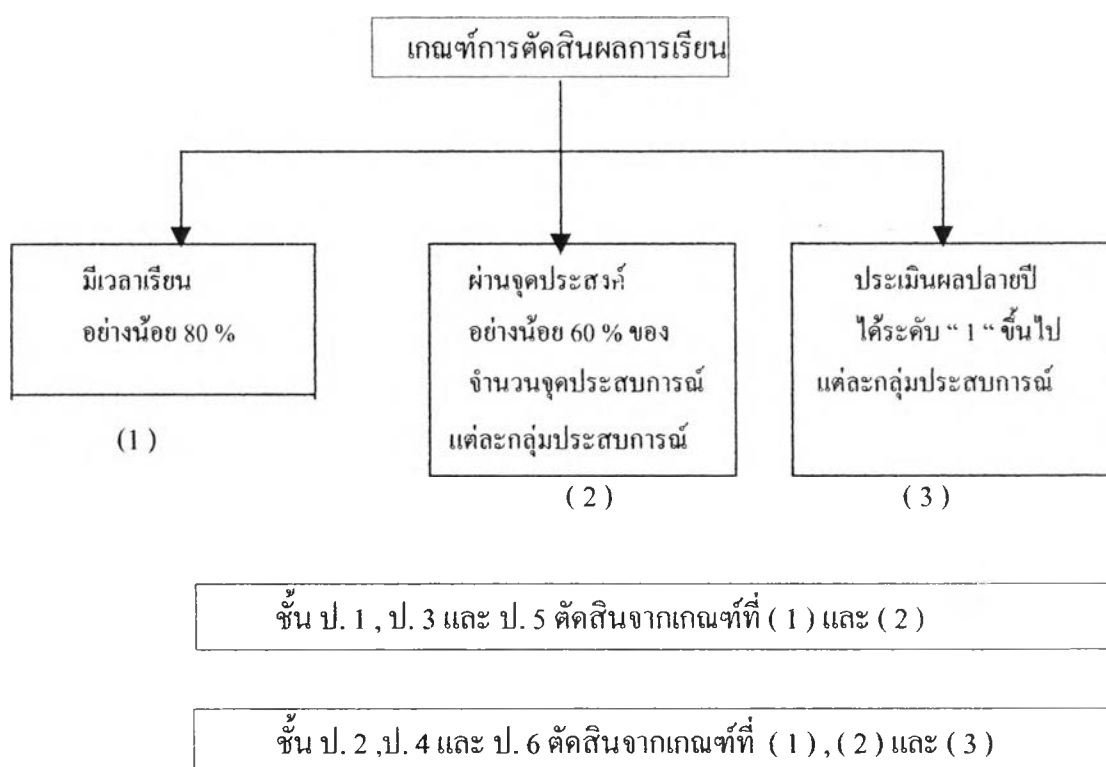 เกณฑ์การตัดสินผลการเรียน
มีเวลาเรียน
อย่างน้อย 80 %
(1)
ผ่านจุดประสงค์
อย่างน้อย 60 % ของ
จำนวนจุดประสบการณ์
แต่ละกลุ่มประสบการณ์
( 2 )
ประเมินผลปลายปี
ได้ระดับ “ 1 “ ขึ้นไป
แต่ละกลุ่มประสบการณ์
( 3 )
ชั้น ป. 1 , ป. 3 และ ป. 5 ตัดสินจากเกณฑ์ที่ ( 1 ) และ ( 2 )
ชั้น ป. 2 ,ป. 4 และ ป. 6 ตัดสินจากเกณฑ์ที่ ( 1 ) , ( 2 ) และ ( 3 )